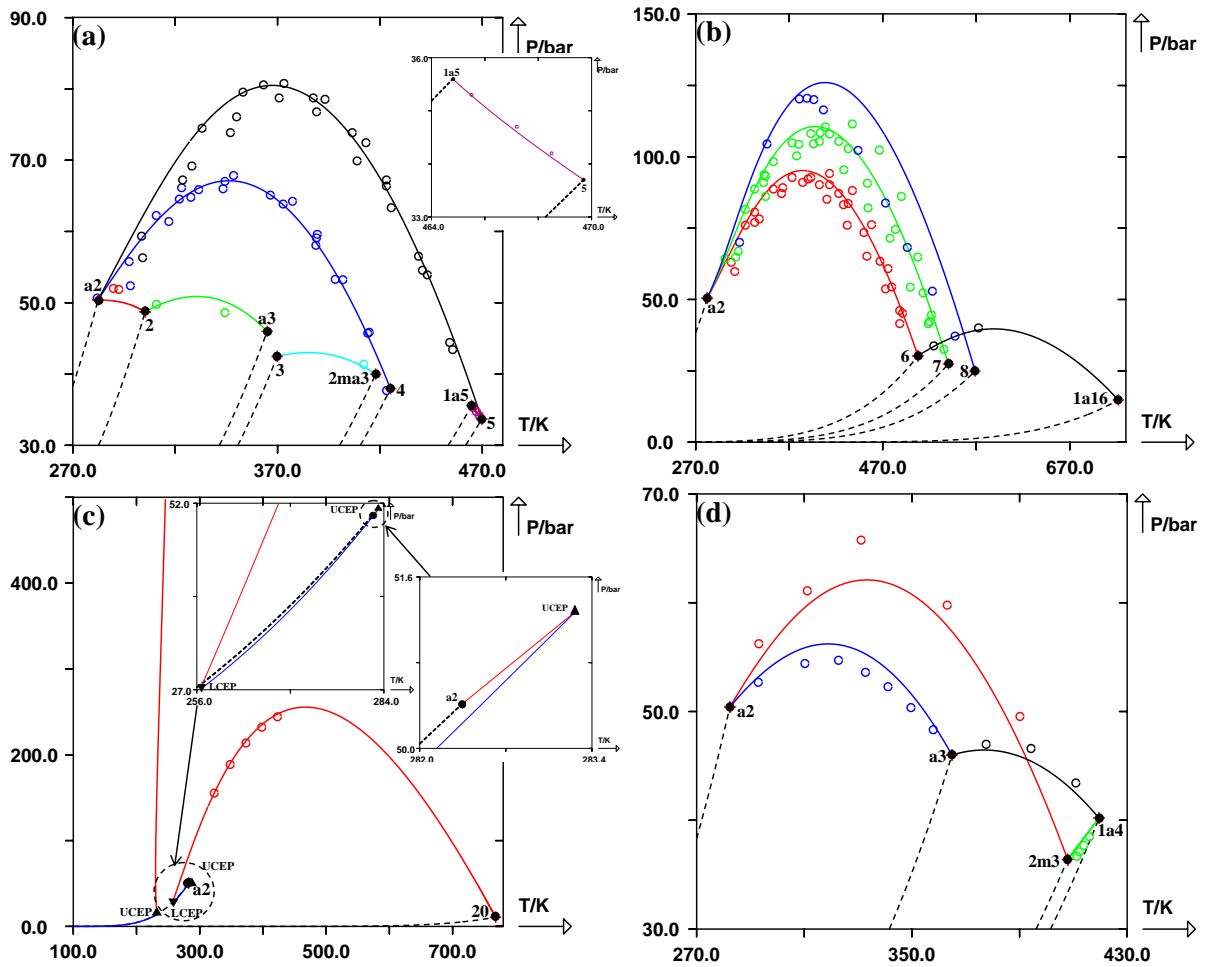 (a)
90.0
P/bar
70.0
50.0
30.0
270.0
370.0
470.0
T/K
a2
2
a3
3
2ma3
4
1a5
5
36.0
P/bar
1a5
5
33.0
464.0
470.0
T/K
(b)
150.0
P/bar
100.0
50.0
0.0
270.0
470.0
670.0
T/K
a2
6
7
8
1a16
(c)
P/bar
400.0
200.0
0.0
100.0
300.0
500.0
700.0
T/K
UCEP
LCEP
a2
UCEP
20
52.0
UCEP
P/bar
LCEP
27.0
256.0
284.0
T/K
51.6
P/bar
UCEP
a2
50.0
282.0
283.4
T/K
(d)
70.0
P/bar
50.0
30.0
270.0
350.0
430.0
T/K
a2
a3
1a4
2m3